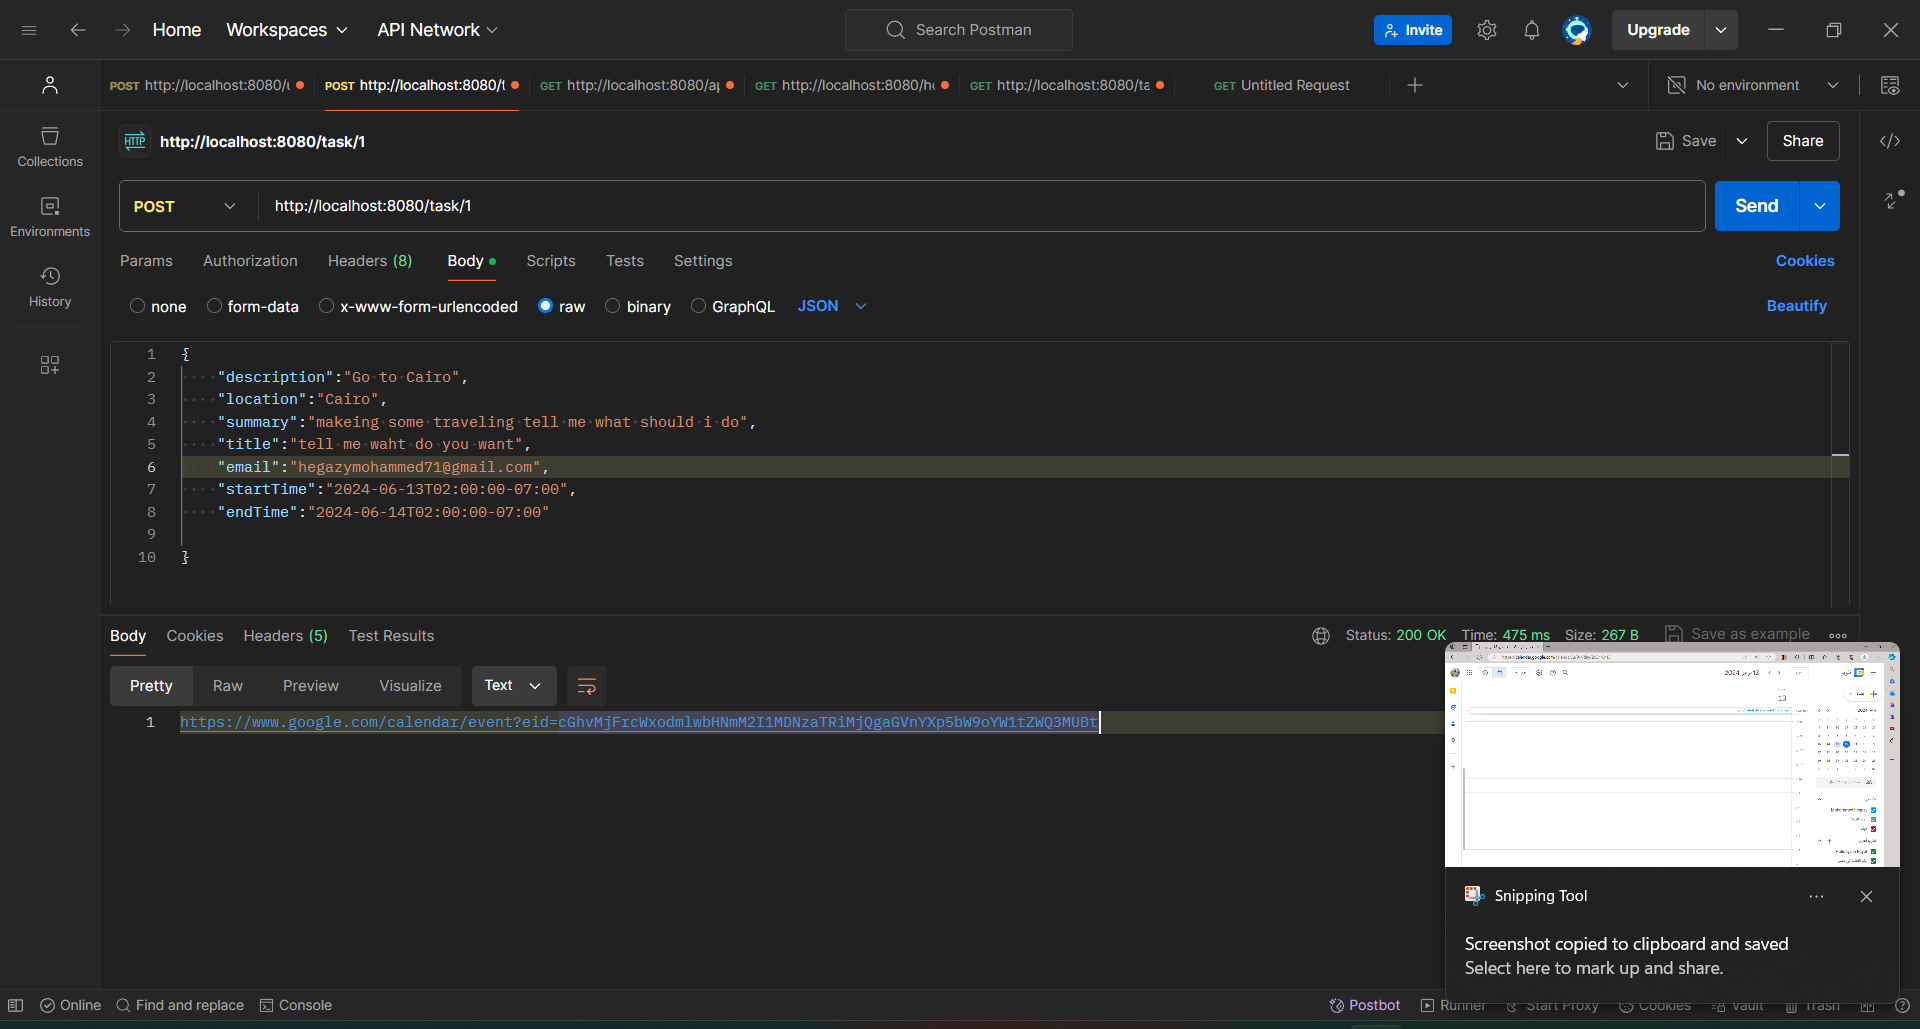 Home Workspaces API Network Search Postman Invite Upgrade
POST http://localhost:8080/ POST http://localhost:8080/t GET http://localhost:8080/a GET http://localhost:8080/h GET http://localhost:8080/ta GET Untitled Request No environment
HTTP http://localhost:8080/task/1 Save Share
Collections
Environments
History
POST http://localhost:8080/task/1 Send
Params Authorization Headers (8) Body Scripts Tests Settings Cookies
none form-data x-www-form-urlencoded raw binary GraphQL JSON Beautify
1 {
2 "description":"Go to Cairo",
3 "location":"Cairo",
4 "summary":"makeing some traveling tell me what should i do",
5 "title":"tell me waht do you want",
6 "email":"hegazymohammed71@gmail.com",
7 "startTime":"2024-06-13T02:00:00-07:00",
8 "endTime":"2024-06-14T02:00:00-07:00"
9
10 }
Body Cookies Headers (5) Test Results Status: 200 OK Time: 475 ms Size: 267 B Save as example
Pretty Raw Preview Visualize Text
1 https://www.google.com/calendar/event?eid=cGhvMjFrcWxodmlwbHNmM2I1MDNzaTRiMjQgaGVnYXp5bW9oYW1tZWQ3MUBt
13
Snipping Tool
Screenshot copied to clipboard and saved
Select here to mark up and share.
Online Find and replace Console Postbot Runner Start Proxy Cookies Vault Trash